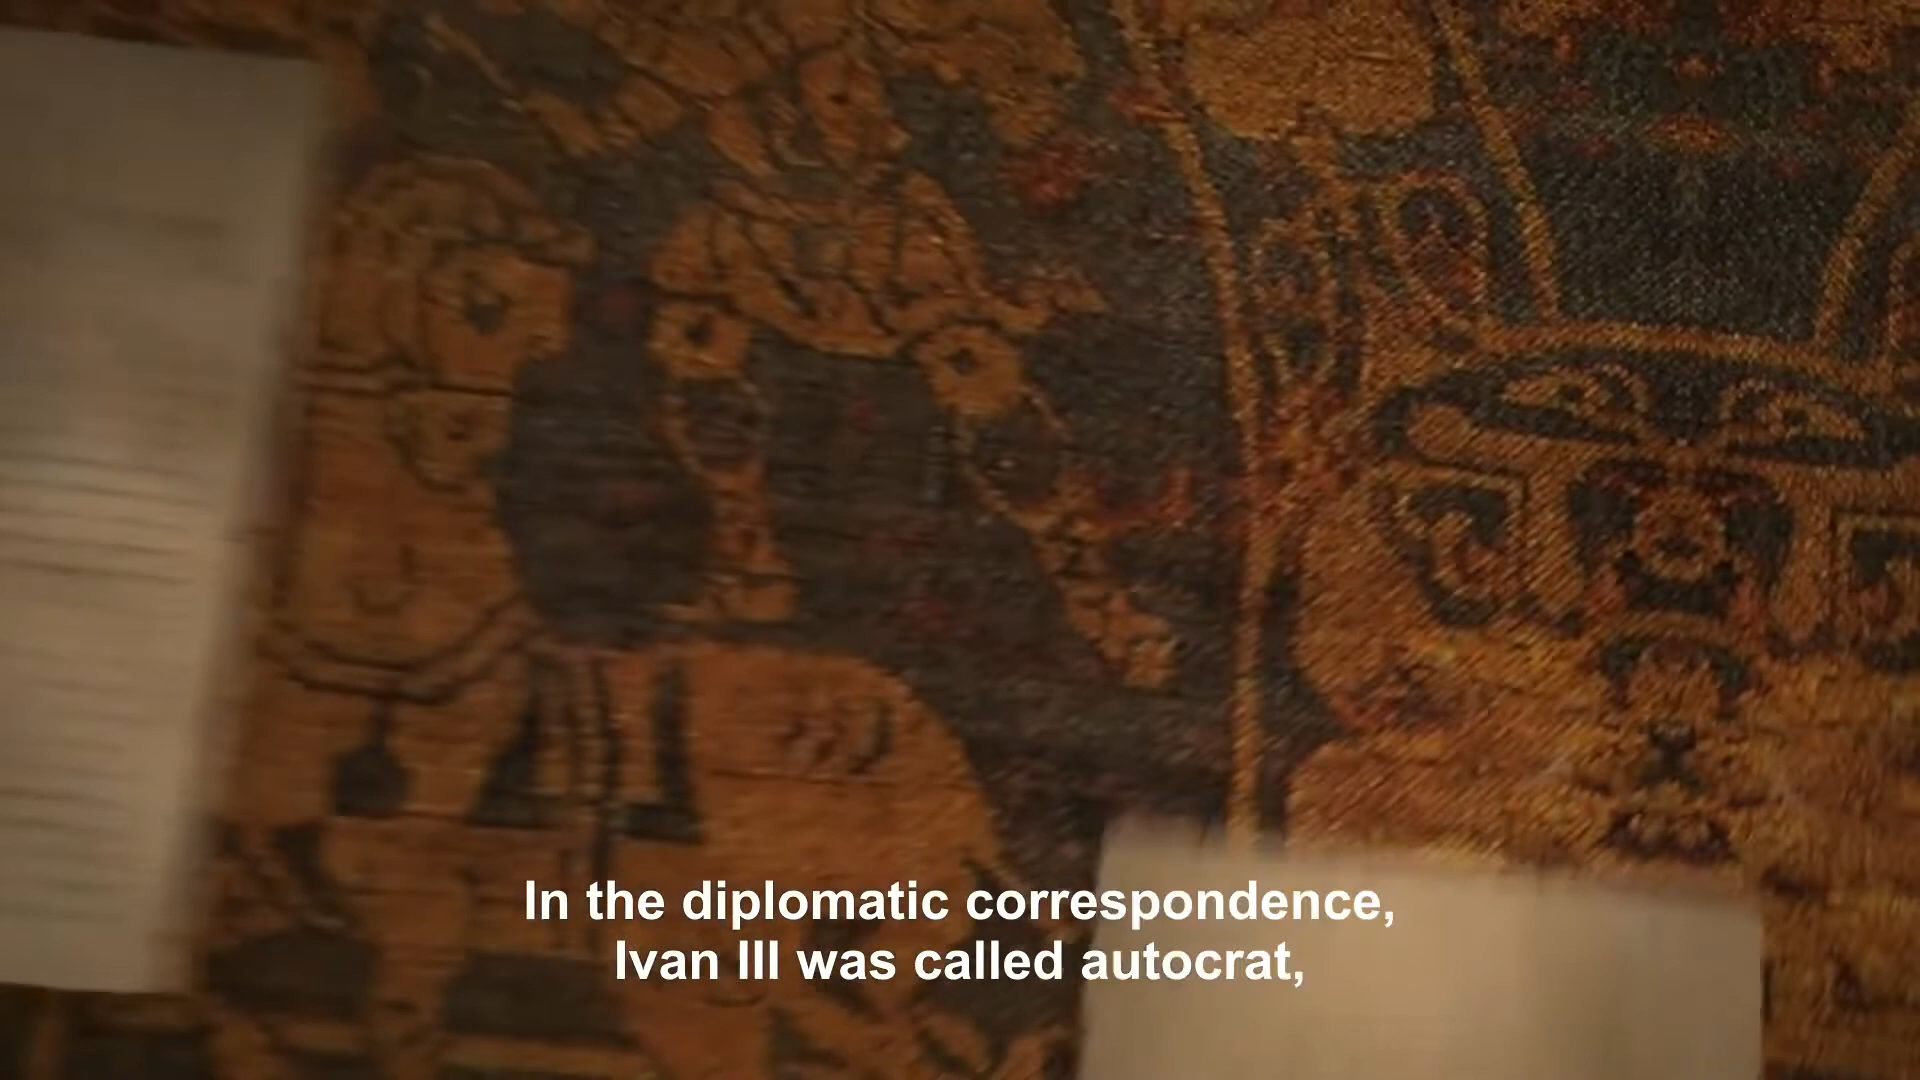 In the diplomatic correspondence,
Ivan III was called autocrat,